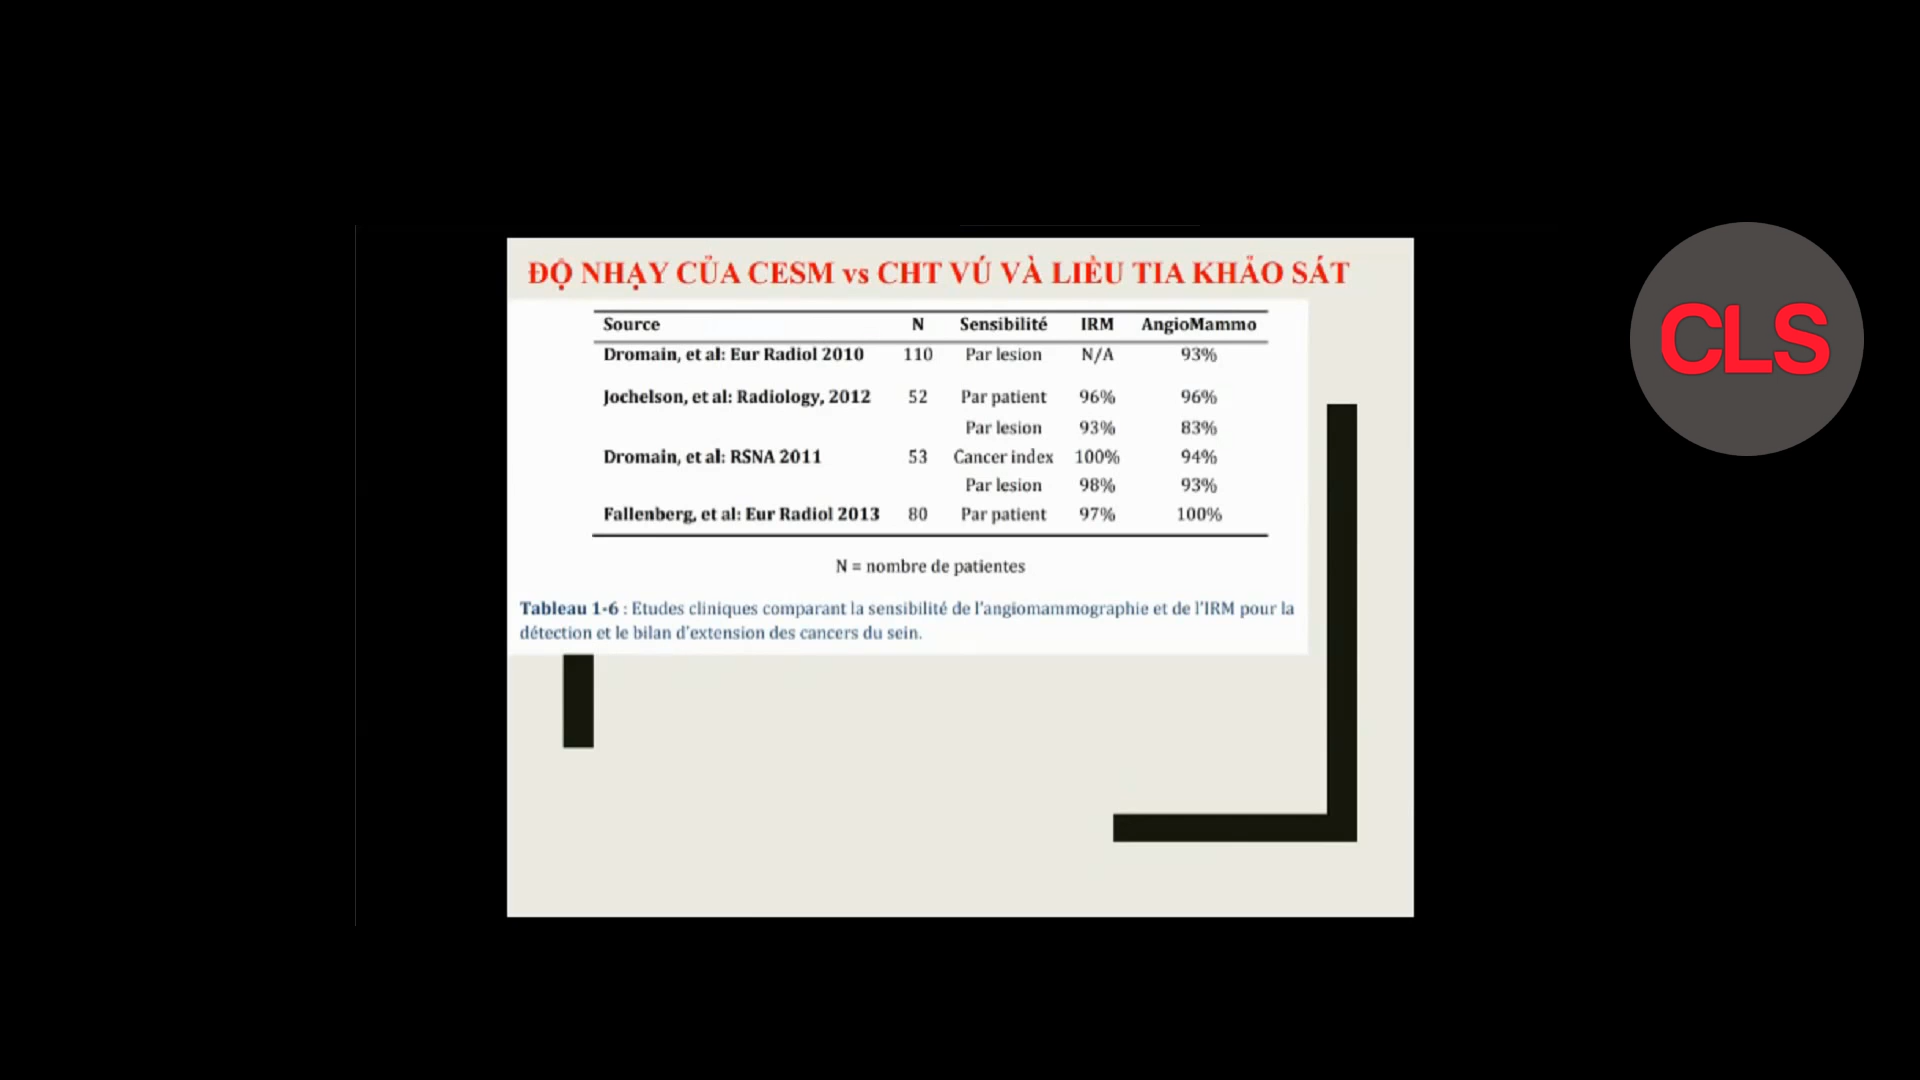 ĐỘ NHẠY CỦA CESM vs CHT VÚ VÀ LIỀU TIA KHẢO SÁT
Source N Sensibilité IRM AngioMammo
Dromain, et al: Eur Radiol 2010 110 Par lesion N/A 93%
Jochelson, et al: Radiology, 2012 52 Par patient 96% 96%
Par lesion 93% 83%
Dromain, et al: RSNA 2011 53 Cancer index 100% 94%
Par lesion 98% 93%
Fallenberg, et al: Eur Radiol 2013 80 Par patient 97% 100%
N = nombre de patientes
Tableau 1-6 : Etudes cliniques comparant la sensibilité de l'angiomammographie et de l'IRM pour la
détection et le bilan d'extension des cancers du sein.
CLS